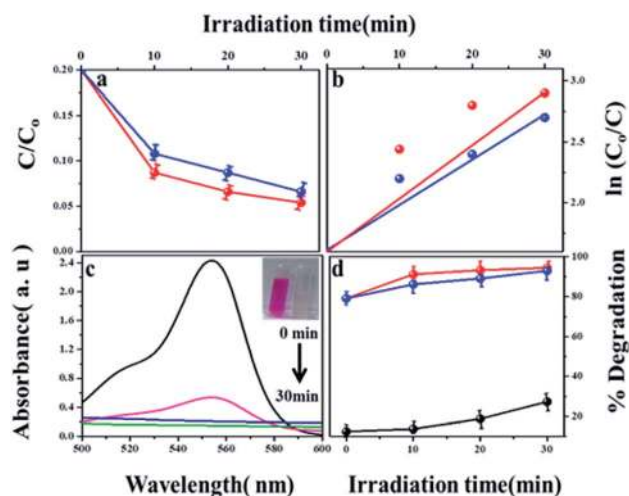 Irradiation time(min)
0 10 20 30 0 10 20 30
0.20
0.15
0.10
0.05
0.00
C/Cₒ
a
b
3.0
2.5
2.0
ln (Cₒ/C)
2.4
1.8
1.2
0.6
0.0
Absorbance( a. u )
c
0 min
30min
d
100
80
60
40
20
% Degradation
500 520 540 560 580 600 0 10 20 30
Wavelength( nm) Irradiation time(min)